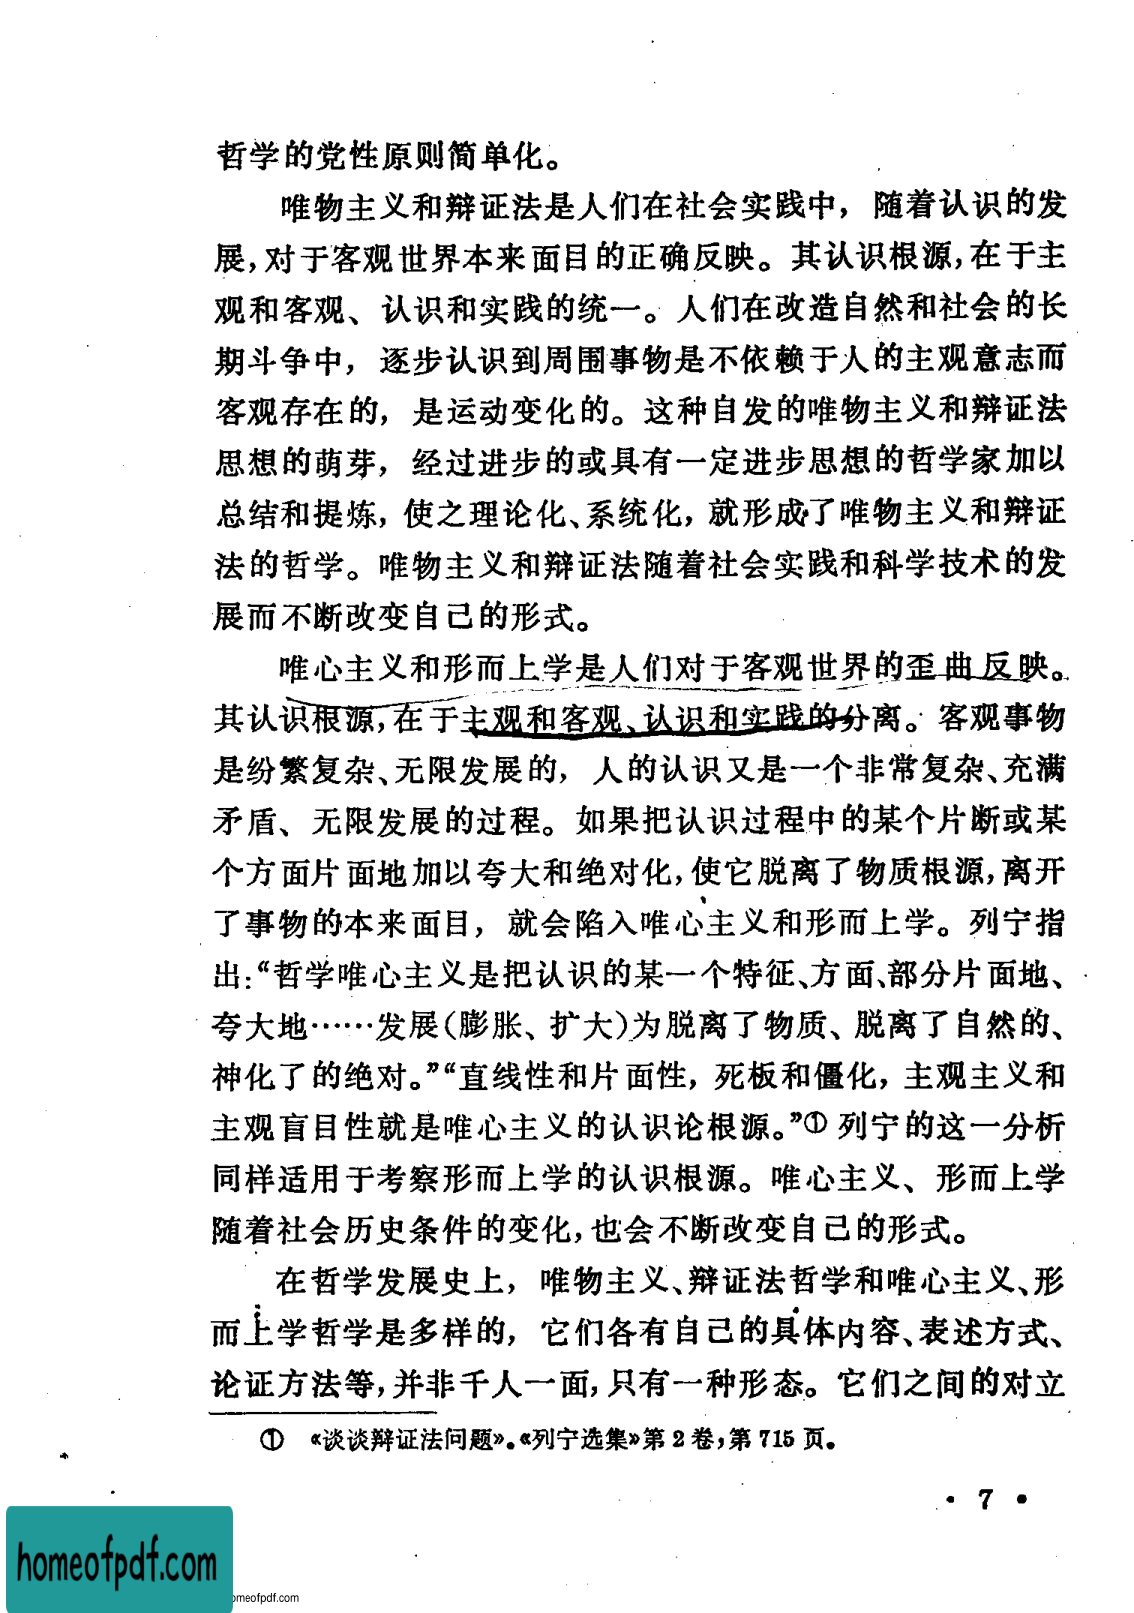 哲学的党性原则简单化。
唯物主义和辩证法是人们在社会实践中，随着认识的发
展，对于客观世界本来面目的正确反映。其认识根源，在于主
观和客观、认识和实践的统一。人们在改造自然和社会的长
期斗争中，逐步认识到周围事物是不依赖于人的主观意志而
客观存在的，是运动变化的。这种自发的唯物主义和辩证法
思想的萌芽，经过进步的或具有一定进步思想的哲学家加以
总结和提炼，使之理论化、系统化，就形成了唯物主义和辩证
法的哲学。唯物主义和辩证法随着社会实践和科学技术的发
展而不断改变自己的形式。
唯心主义和形而上学是人们对于客观世界的歪曲反映。
其认识根源，在于主观和客观、认识和实践的分离。客观事物
是纷繁复杂、无限发展的，人的认识又是一个非常复杂、充满
矛盾、无限发展的过程。如果把认识过程中的某个片断或某
个方面片面地加以夸大和绝对化，使它脱离了物质根源，离开
了事物的本来面目，就会陷入唯心主义和形而上学。列宁指
出：“哲学唯心主义是把认识的某一个特征、方面、部分片面地、
夸大地……发展（膨胀、扩大）为脱离了物质、脱离了自然的、
神化了的绝对。”“直线性和片面性，死板和僵化，主观主义和
主观盲目性就是唯心主义的认识论根源。”①列宁的这一分析
同样适用于考察形而上学的认识根源。唯心主义、形而上学
随着社会历史条件的变化，也会不断改变自己的形式。
在哲学发展史上，唯物主义、辩证法哲学和唯心主义、形
而上学哲学是多样的，它们各有自己的具体内容、表述方式、
论证方法等，并非千人一面，只有一种形态。它们之间的对立
① 《谈谈辩证法问题》。《列宁选集》第2卷，第715页。
· 7 ·
homeofpdf.com
omeofpdf.com